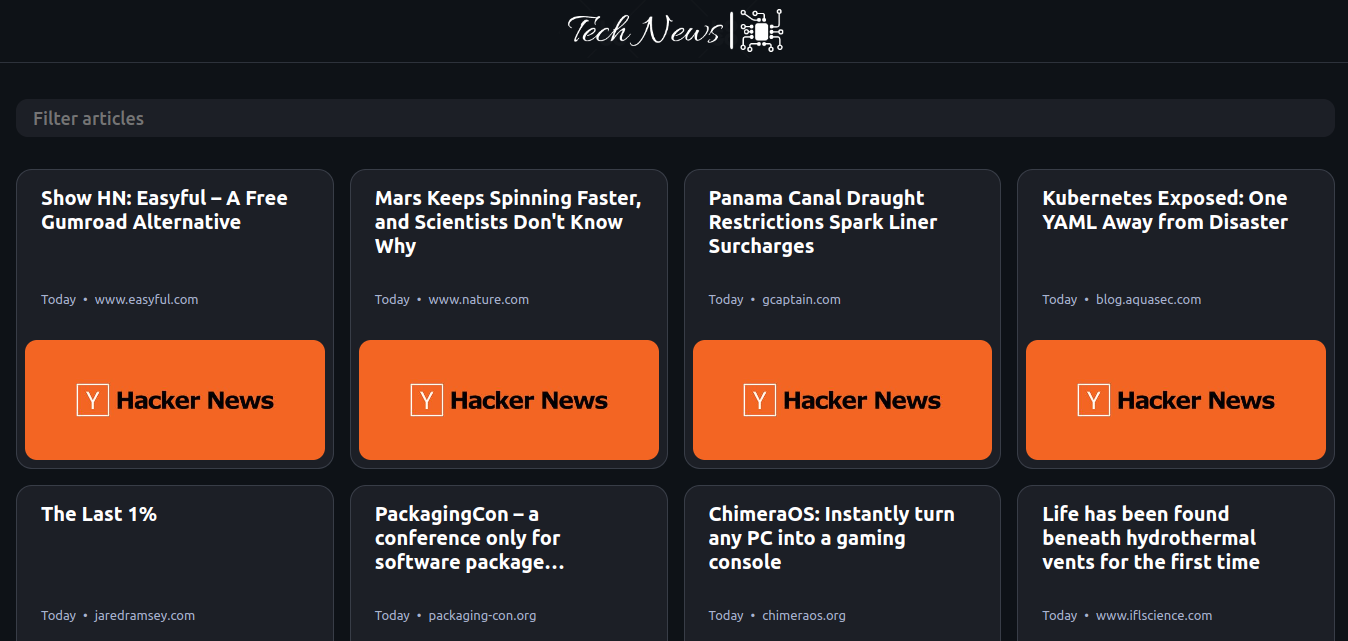 Tech News
Filter articles
Show HN: Easyful – A Free
Gumroad Alternative
Today • www.easyful.com
Y Hacker News
Mars Keeps Spinning Faster,
and Scientists Don't Know
Why
Today • www.nature.com
Y Hacker News
Panama Canal Draught
Restrictions Spark Liner
Surcharges
Today • gcaptain.com
Y Hacker News
Kubernetes Exposed: One
YAML Away from Disaster
Today • blog.aquasec.com
Y Hacker News
The Last 1%
Today • jaredramsey.com
PackagingCon – a
conference only for
software package...
Today • packaging-con.org
ChimeraOS: Instantly turn
any PC into a gaming
console
Today • chimeraos.org
Life has been found
beneath hydrothermal
vents for the first time
Today • www.iflscience.com